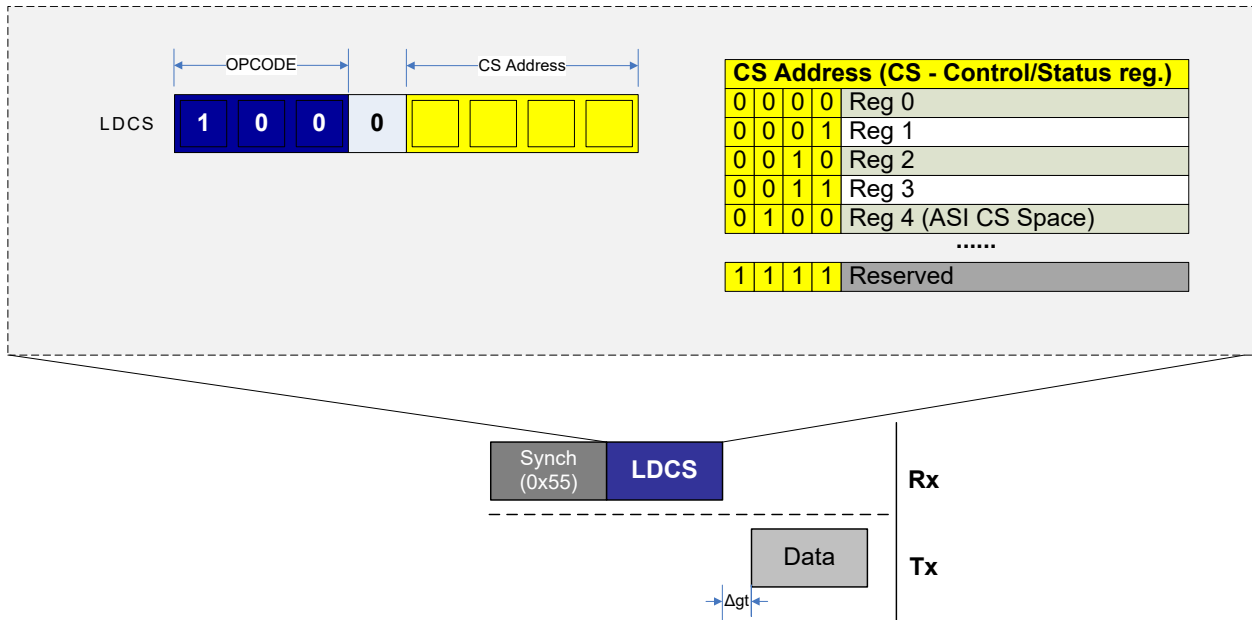 OPCODE
CS Address
LDCS
1 0 0 0
CS Address (CS - Control/Status reg.)
0 0 0 0 Reg 0
0 0 0 1 Reg 1
0 0 1 0 Reg 2
0 0 1 1 Reg 3
0 1 0 0 Reg 4 (ASI CS Space)
......
1 1 1 1 Reserved
Synch
(0x55)
LDCS
Rx
Data
Tx
Δgt